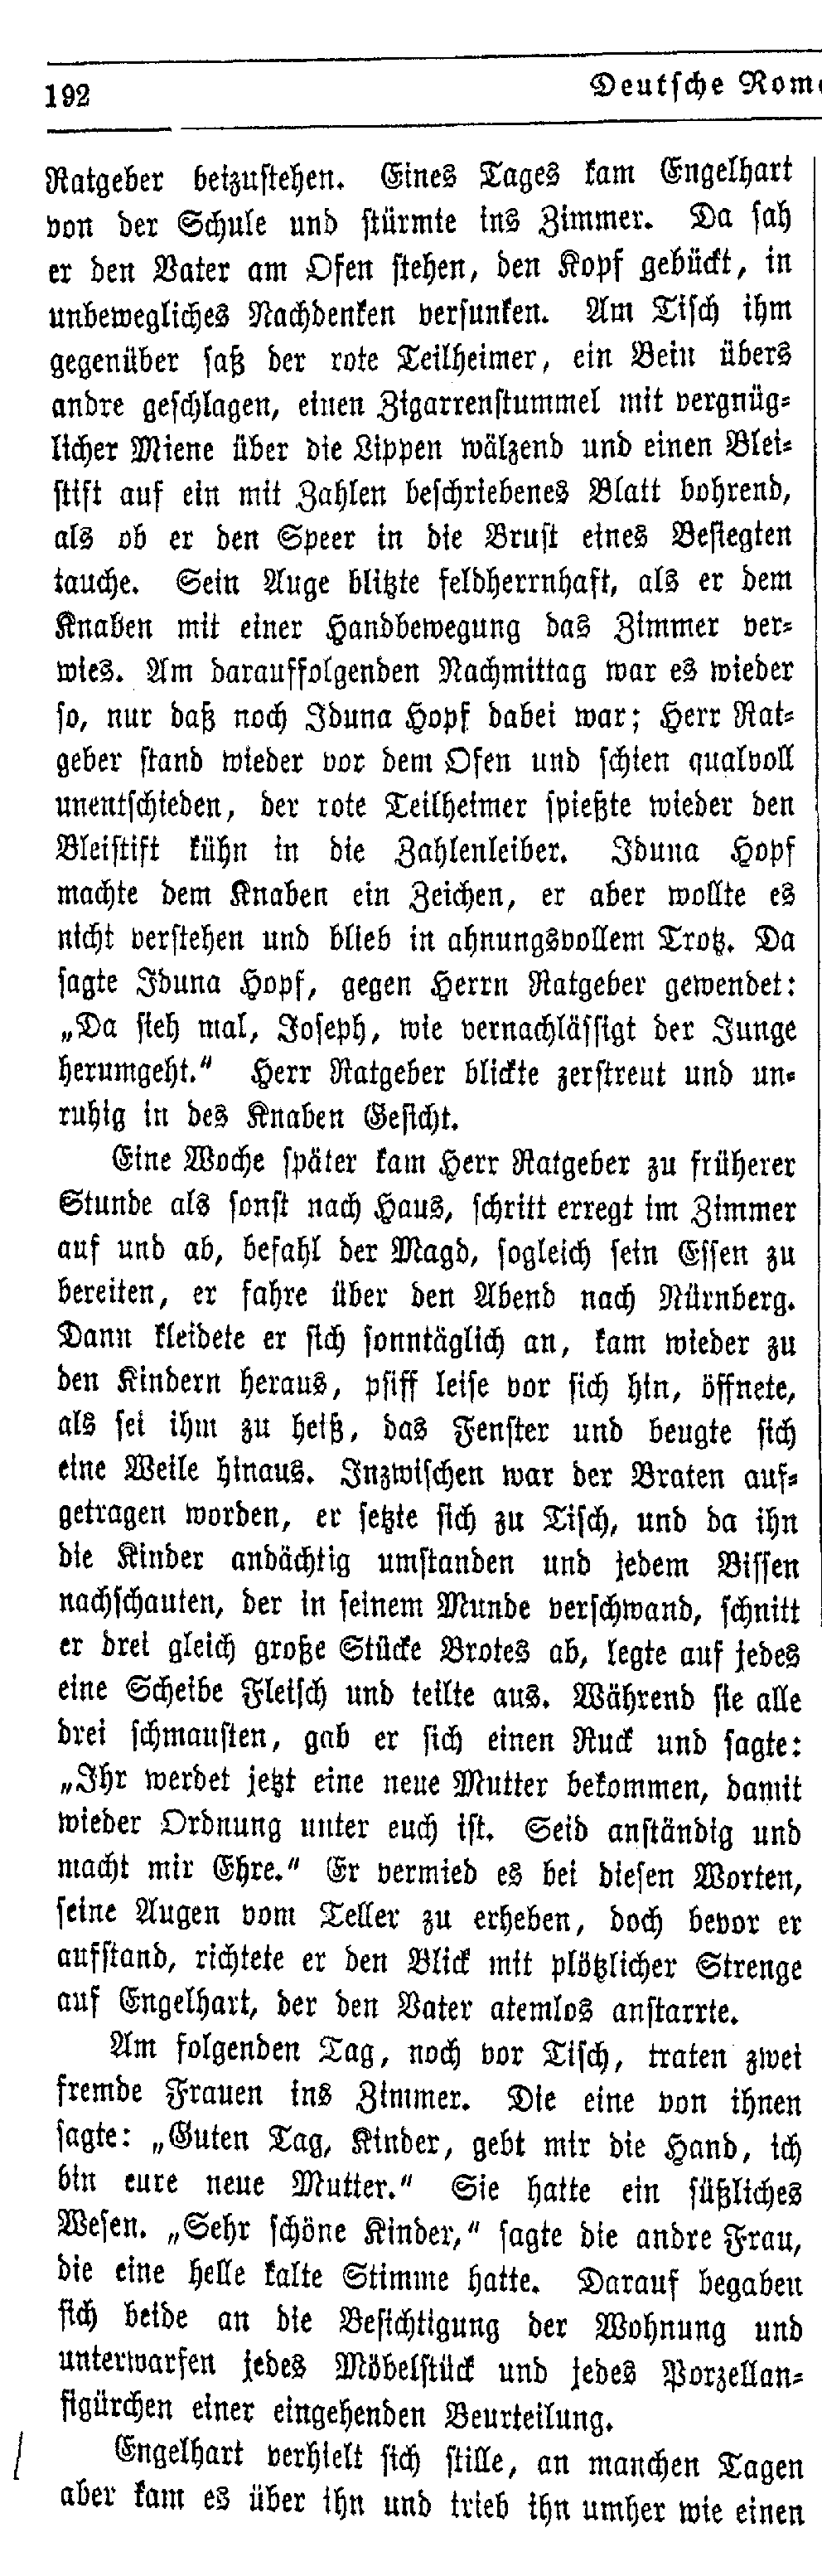 192
Deutsche Rom
Ratgeber beizustehen. Eines Tages kam Engelhart
von der Schule und stürmte ins Zimmer. Da sah
er den Vater am Ofen stehen, den Kopf gebückt, in
unbewegliches Nachdenken versunken. Am Tisch ihm
gegenüber saß der rote Teilheimer, ein Bein übers
andre geschlagen, einen Zigarrenstummel mit vergnüg-
licher Miene über die Lippen wälzend und einen Blei-
stift auf ein mit Zahlen beschriebenes Blatt bohrend,
als ob er den Speer in die Brust eines Besiegten
tauche. Sein Auge blitzte feldherrnhaft, als er dem
Knaben mit einer Handbewegung das Zimmer ver-
wies. Am darauffolgenden Nachmittag war es wieder
so, nur daß noch Iduna Hopf dabei war; Herr Rat-
geber stand wieder vor dem Ofen und schien qualvoll
unentschieden, der rote Teilheimer spießte wieder den
Bleistift kühn in die Zahlenleiber. Iduna Hopf
machte dem Knaben ein Zeichen, er aber wollte es
nicht verstehen und blieb in ahnungsvollem Trotz. Da
sagte Iduna Hopf, gegen Herrn Ratgeber gewendet:
„Da sieh mal, Joseph, wie vernachlässigt der Junge
herumgeht.“ Herr Ratgeber blickte zerstreut und un-
ruhig in des Knaben Gesicht.
Eine Woche später kam Herr Ratgeber zu früherer
Stunde als sonst nach Haus, schritt erregt im Zimmer
auf und ab, befahl der Magd, sogleich sein Essen zu
bereiten, er fahre über den Abend nach Nürnberg.
Dann kleidete er sich sonntäglich an, kam wieder zu
den Kindern heraus, pfiff leise vor sich hin, öffnete,
als sei ihm zu heiß, das Fenster und beugte sich
eine Weile hinaus. Inzwischen war der Braten auf-
getragen worden, er setzte sich zu Tisch, und da ihn
die Kinder andächtig umstanden und jedem Bissen
nachschauten, der in seinem Munde verschwand, schnitt
er drei gleich große Stücke Brotes ab, legte auf jedes
eine Scheibe Fleisch und teilte aus. Während sie alle
drei schmausten, gab er sich einen Ruck und sagte:
„Ihr werdet jetzt eine neue Mutter bekommen, damit
wieder Ordnung unter euch ist. Seid anständig und
macht mir Ehre.“ Er vermied es bei diesen Worten,
seine Augen vom Teller zu erheben, doch bevor er
aufstand, richtete er den Blick mit plötzlicher Strenge
auf Engelhart, der den Vater atemlos anstarrte.
Am folgenden Tag, noch vor Tisch, traten zwei
fremde Frauen ins Zimmer. Die eine von ihnen
sagte: „Guten Tag, Kinder, gebt mir die Hand, ich
bin eure neue Mutter.“ Sie hatte ein süßliches
Wesen. „Sehr schöne Kinder,“ sagte die andre Frau,
die eine helle kalte Stimme hatte. Darauf begaben
sich beide an die Besichtigung der Wohnung und
unterwarfen jedes Möbelstück und jedes Porzellan-
figürchen einer eingehenden Beurteilung.
Engelhart verhielt sich stille, an manchen Tagen
aber kam es über ihn und trieb ihn umher wie einen